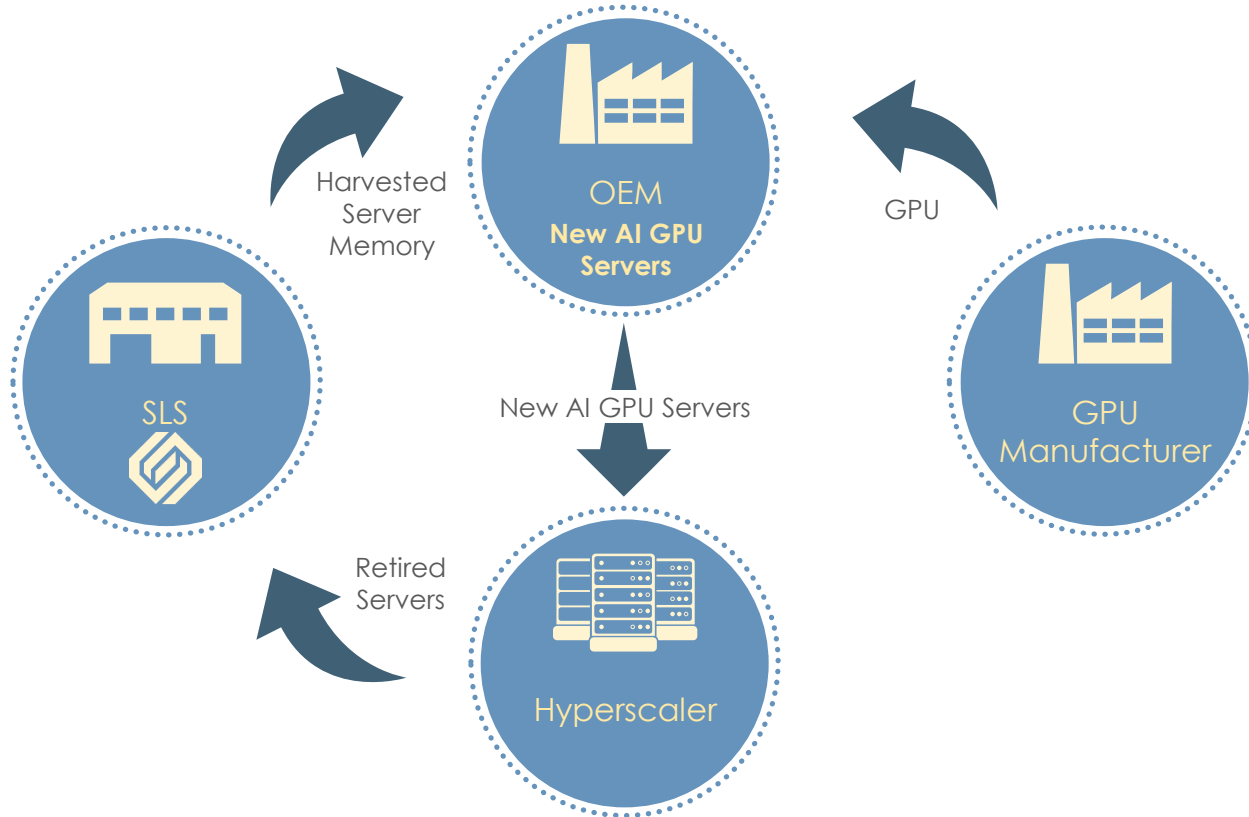 OEM
New AI GPU
Servers
Harvested
Server
Memory
GPU
SLS
GPU
Manufacturer
New AI GPU Servers
Retired
Servers
Hyperscaler